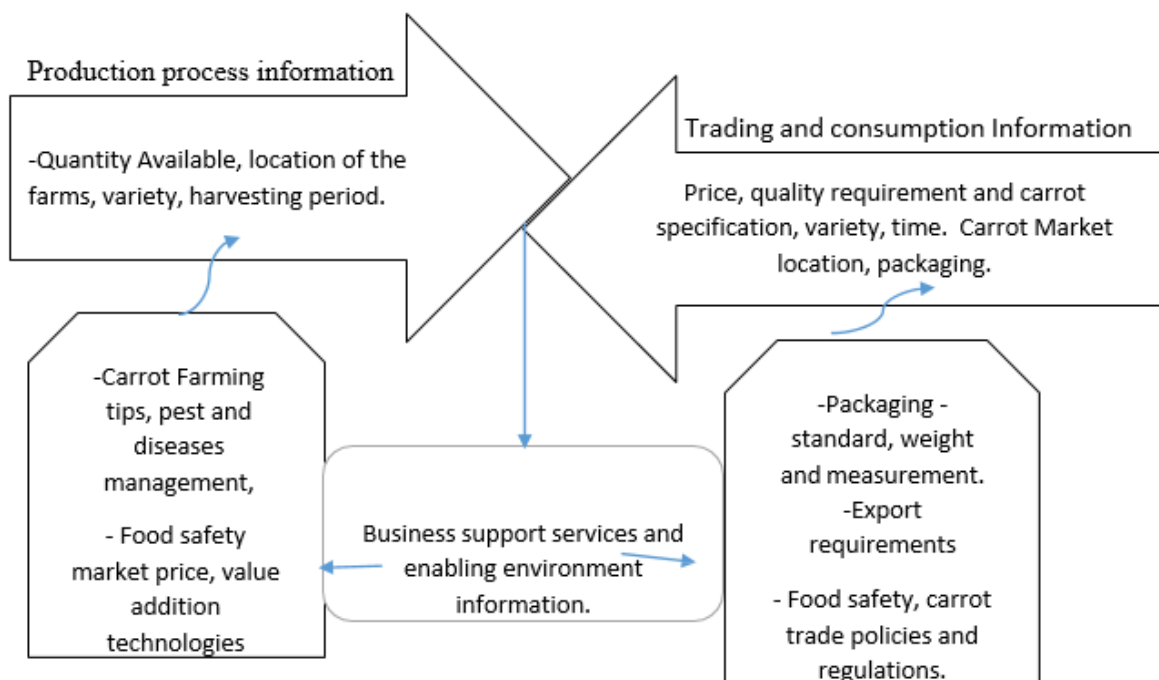 Production process information
-Quantity Available, location of the
farms, variety, harvesting period.
Trading and consumption Information
Price, quality requirement and carrot
specification, variety, time.  Carrot Market
location, packaging.
-Carrot Farming
tips, pest and
diseases
management,
- Food safety
market price, value
addition
technologies
Business support services and
enabling environment
information.
-Packaging -
standard, weight
and measurement.
-Export
requirements
- Food safety, carrot
trade policies and
regulations.